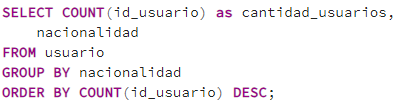 SELECT COUNT(id_usuario) as cantidad_usuarios,
    nacionalidad
FROM usuario
GROUP BY nacionalidad
ORDER BY COUNT(id_usuario) DESC;